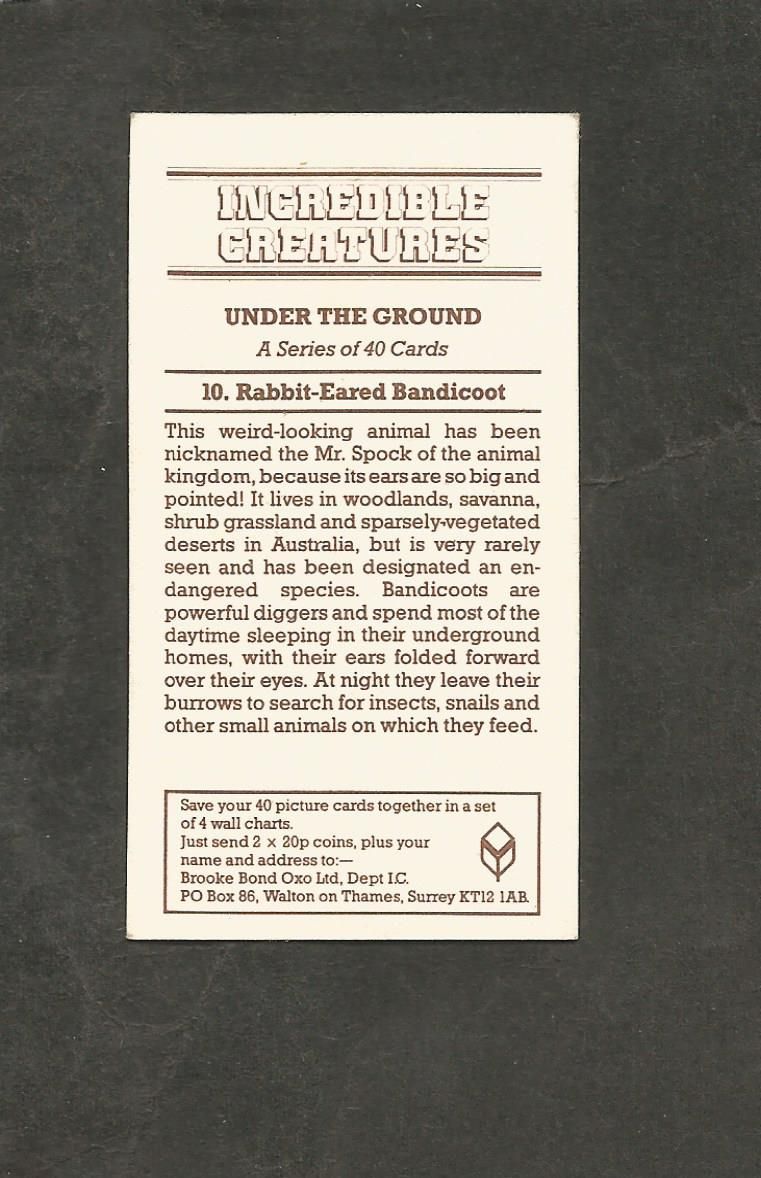 INCREDIBLE
CREATURES
UNDER THE GROUND
A Series of 40 Cards
10. Rabbit-Eared Bandicoot
This weird-looking animal has been
nicknamed the Mr. Spock of the animal
kingdom, because its ears are so big and
pointed! It lives in woodlands, savanna,
shrub grassland and sparsely-vegetated
deserts in Australia, but is very rarely
seen and has been designated an en-
dangered species. Bandicoots are
powerful diggers and spend most of the
daytime sleeping in their underground
homes, with their ears folded forward
over their eyes. At night they leave their
burrows to search for insects, snails and
other small animals on which they feed.
Save your 40 picture cards together in a set
of 4 wall charts.
Just send 2 × 20p coins, plus your
name and address to:—
Brooke Bond Oxo Ltd, Dept I.C.
PO Box 86, Walton on Thames, Surrey KT12 1AB.